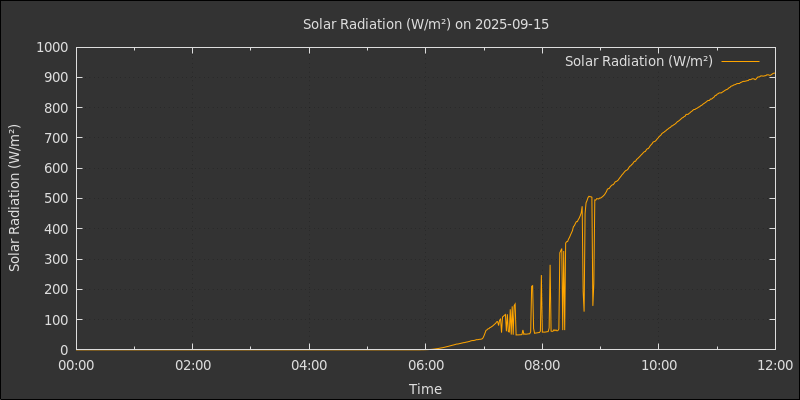 Solar Radiation (W/m²) on 2025-09-15
Solar Radiation (W/m²)
Solar Radiation (W/m²)
1000
900
800
700
600
500
400
300
200
100
0
00:00 02:00 04:00 06:00 08:00 10:00 12:00
Time